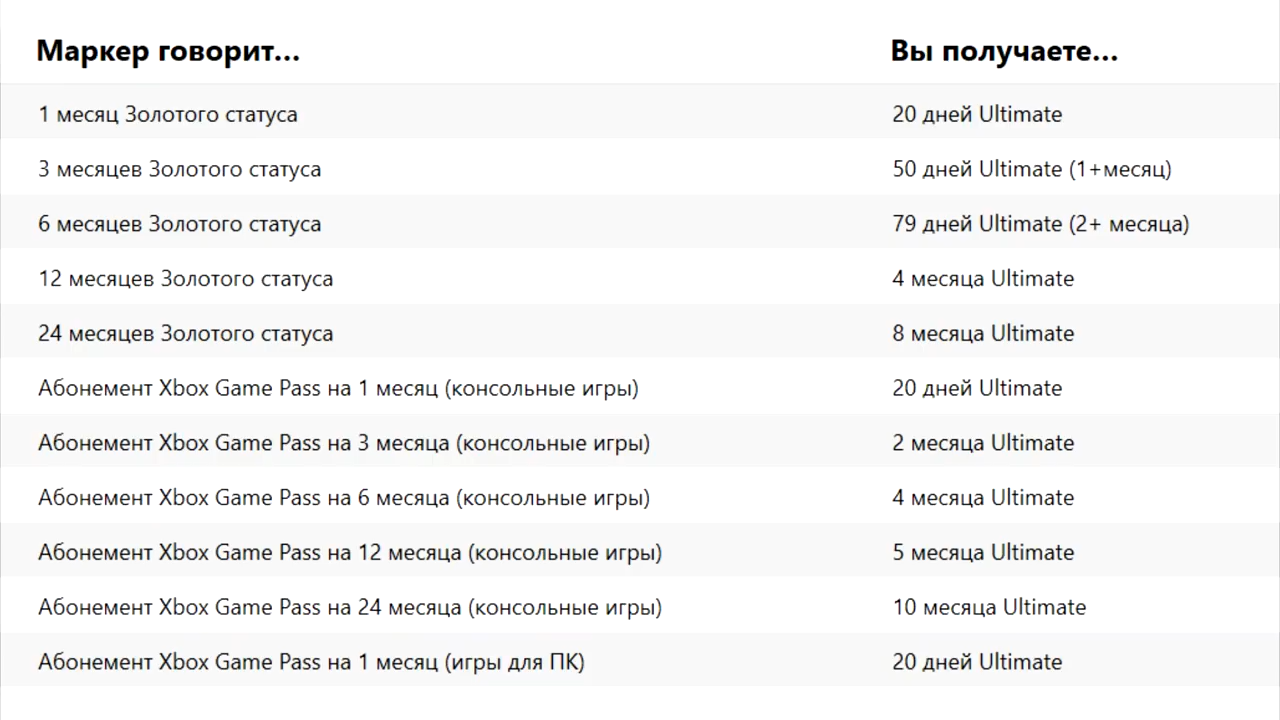 Маркер говорит... Вы получаете...
1 месяц Золотого статуса 20 дней Ultimate
3 месяцев Золотого статуса 50 дней Ultimate (1+месяц)
6 месяцев Золотого статуса 79 дней Ultimate (2+ месяца)
12 месяцев Золотого статуса 4 месяца Ultimate
24 месяцев Золотого статуса 8 месяца Ultimate
Абонемент Xbox Game Pass на 1 месяц (консольные игры) 20 дней Ultimate
Абонемент Xbox Game Pass на 3 месяца (консольные игры) 2 месяца Ultimate
Абонемент Xbox Game Pass на 6 месяца (консольные игры) 4 месяца Ultimate
Абонемент Xbox Game Pass на 12 месяца (консольные игры) 5 месяца Ultimate
Абонемент Xbox Game Pass на 24 месяца (консольные игры) 10 месяца Ultimate
Абонемент Xbox Game Pass на 1 месяц (игры для ПК) 20 дней Ultimate